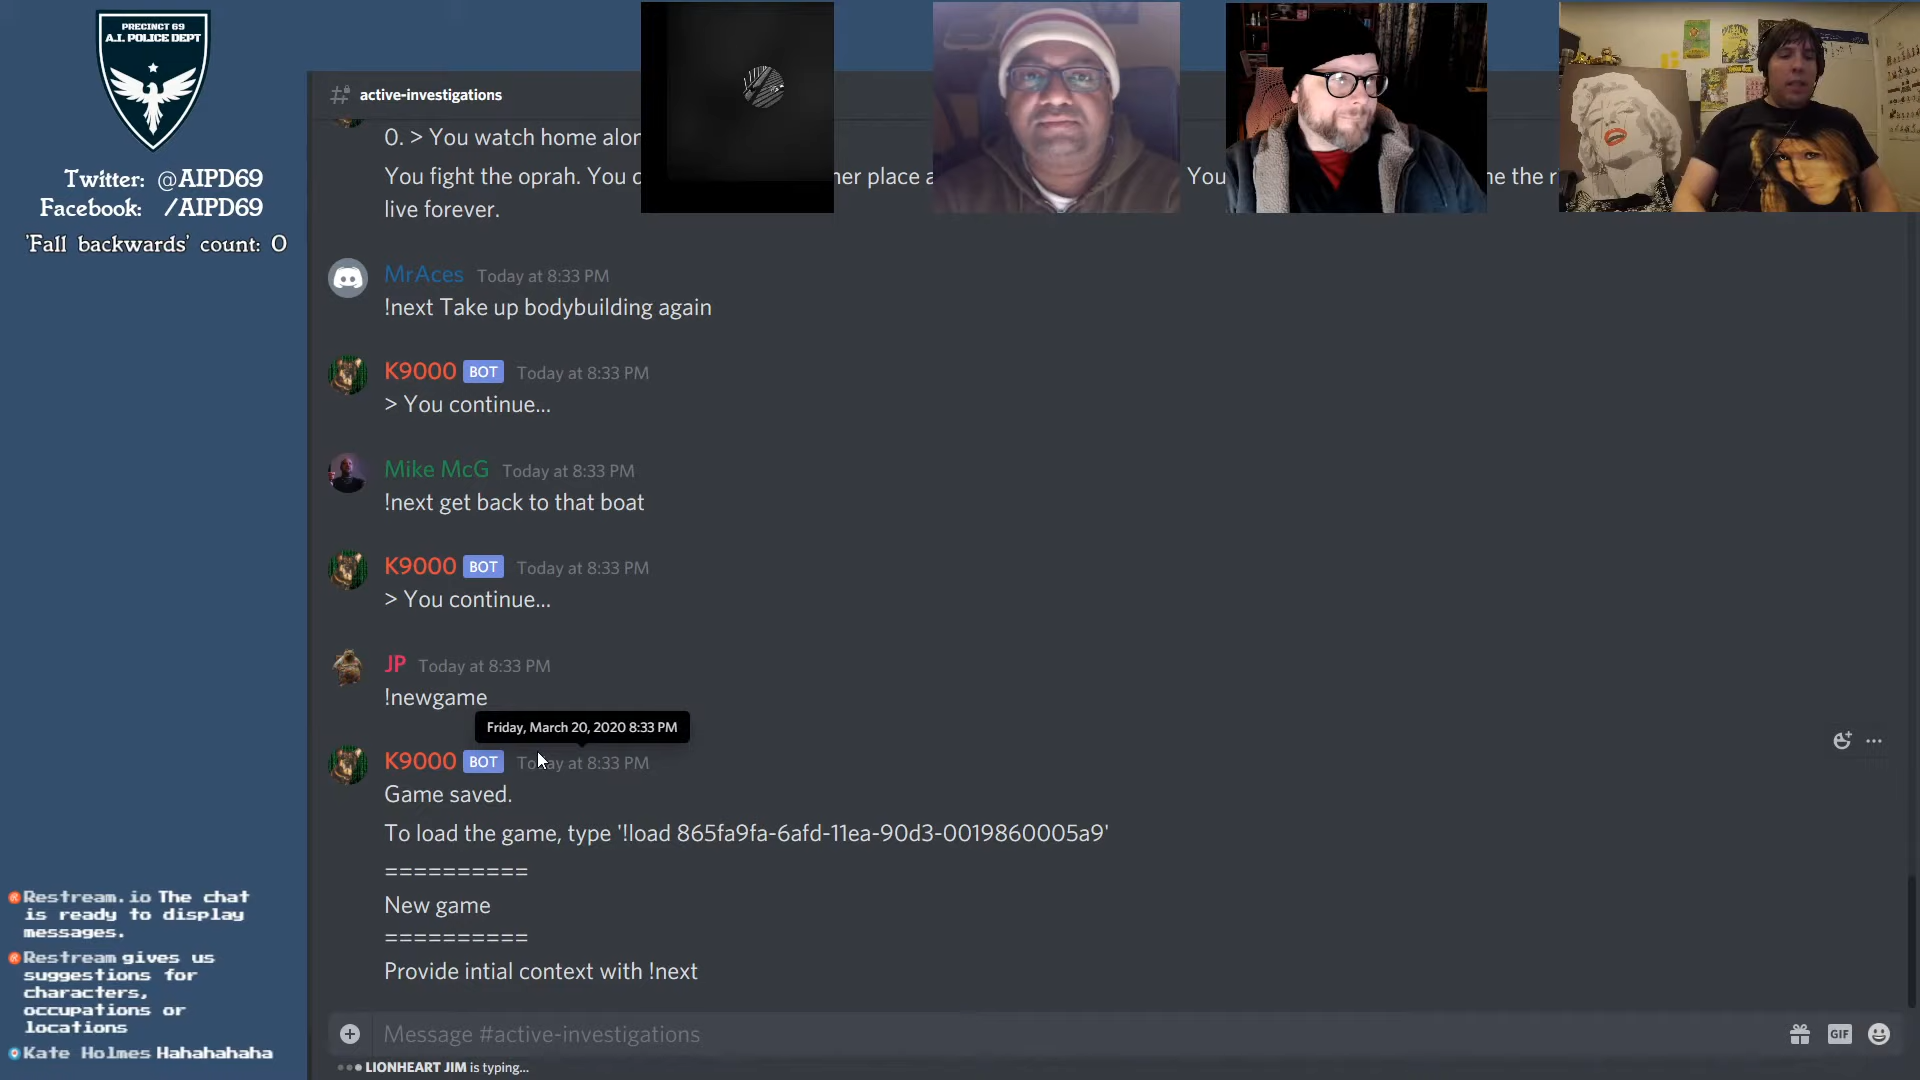 PRECINCT 69
A.I. POLICE DEPT
Twitter: @AIPD69
Facebook: /AIPD69
'Fall backwards' count: 0
active-investigations
0. > You watch home alon
You fight the oprah. You c
her place a
You
ne the r
live forever.
MrAces Today at 8:33 PM
!next Take up bodybuilding again
K9000 BOT Today at 8:33 PM
> You continue...
Mike McG Today at 8:33 PM
!next get back to that boat
K9000 BOT Today at 8:33 PM
> You continue...
JP Today at 8:33 PM
!newgame
Friday, March 20, 2020 8:33 PM
K9000 BOT Today at 8:33 PM
Game saved.
To load the game, type '!load 865fa9fa-6afd-11ea-90d3-0019860005a9'
==========
New game
==========
Provide intial context with !next
Message #active-investigations
GIF
LIONHEART JIM is typing...
Restream.io The chat
is ready to display
messages.
Restream gives us
suggestions for
characters,
occupations or
locations
Kate Holmes Hahahahaha